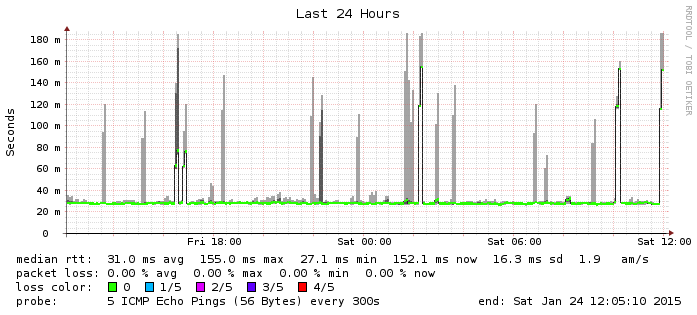 Last 24 Hours
RRDTOOL / TOBI OETIKER
Seconds
180 m
160 m
140 m
120 m
100 m
80 m
60 m
40 m
20 m
0
Fri 18:00 Sat 00:00 Sat 06:00 Sat 12:00
median rtt: 31.0 ms avg 155.0 ms max 27.1 ms min 152.1 ms now 16.3 ms sd 1.9 am/s
packet loss: 0.00 % avg 0.00 % max 0.00 % min 0.00 % now
loss color: 0 1/5 2/5 3/5 4/5
probe: 5 ICMP Echo Pings (56 Bytes) every 300s end: Sat Jan 24 12:05:10 2015